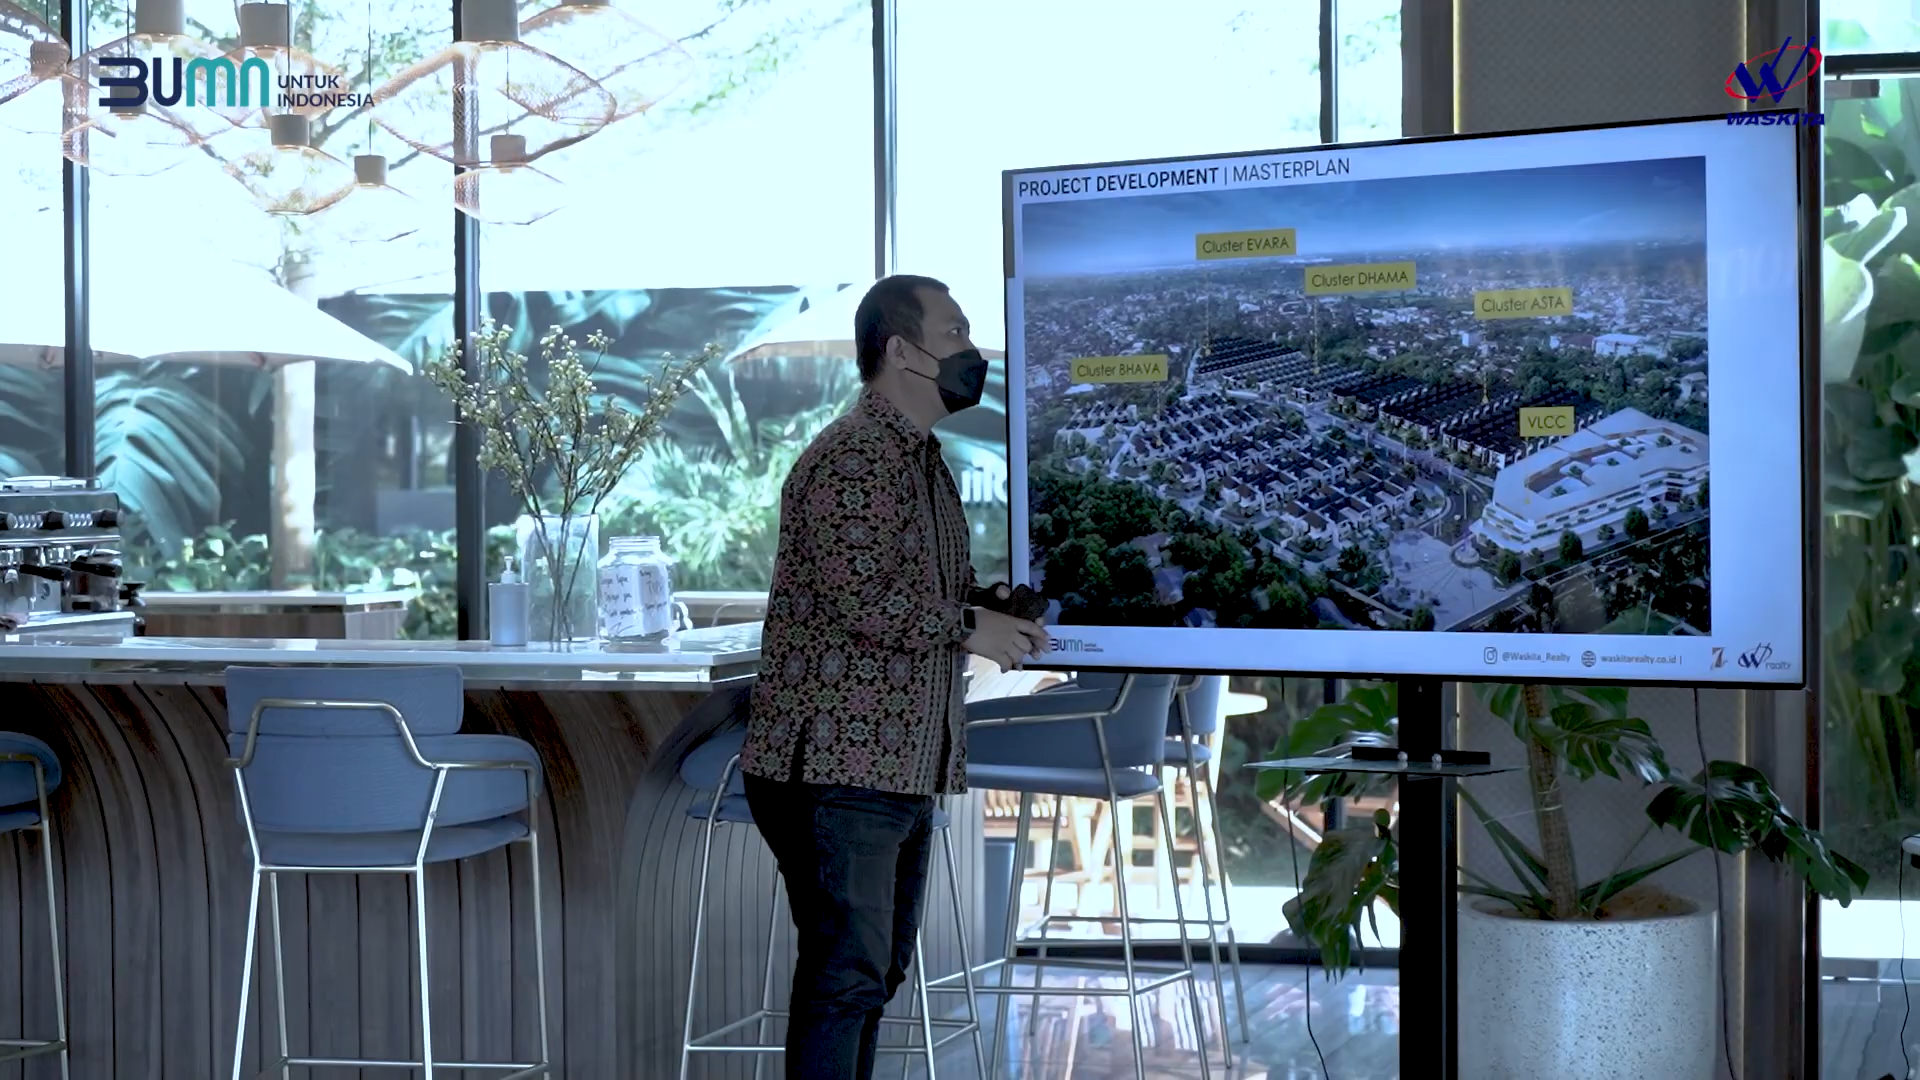 BUMN UNTUK
INDONESIA
WASKITA
PROJECT DEVELOPMENT | MASTERPLAN
Cluster EVARA
Cluster DHAMA
Cluster ASTA
Cluster BHAVA
VLCC
BUMN
@Waskita_Realty
waskitarealty.co.id |
realty